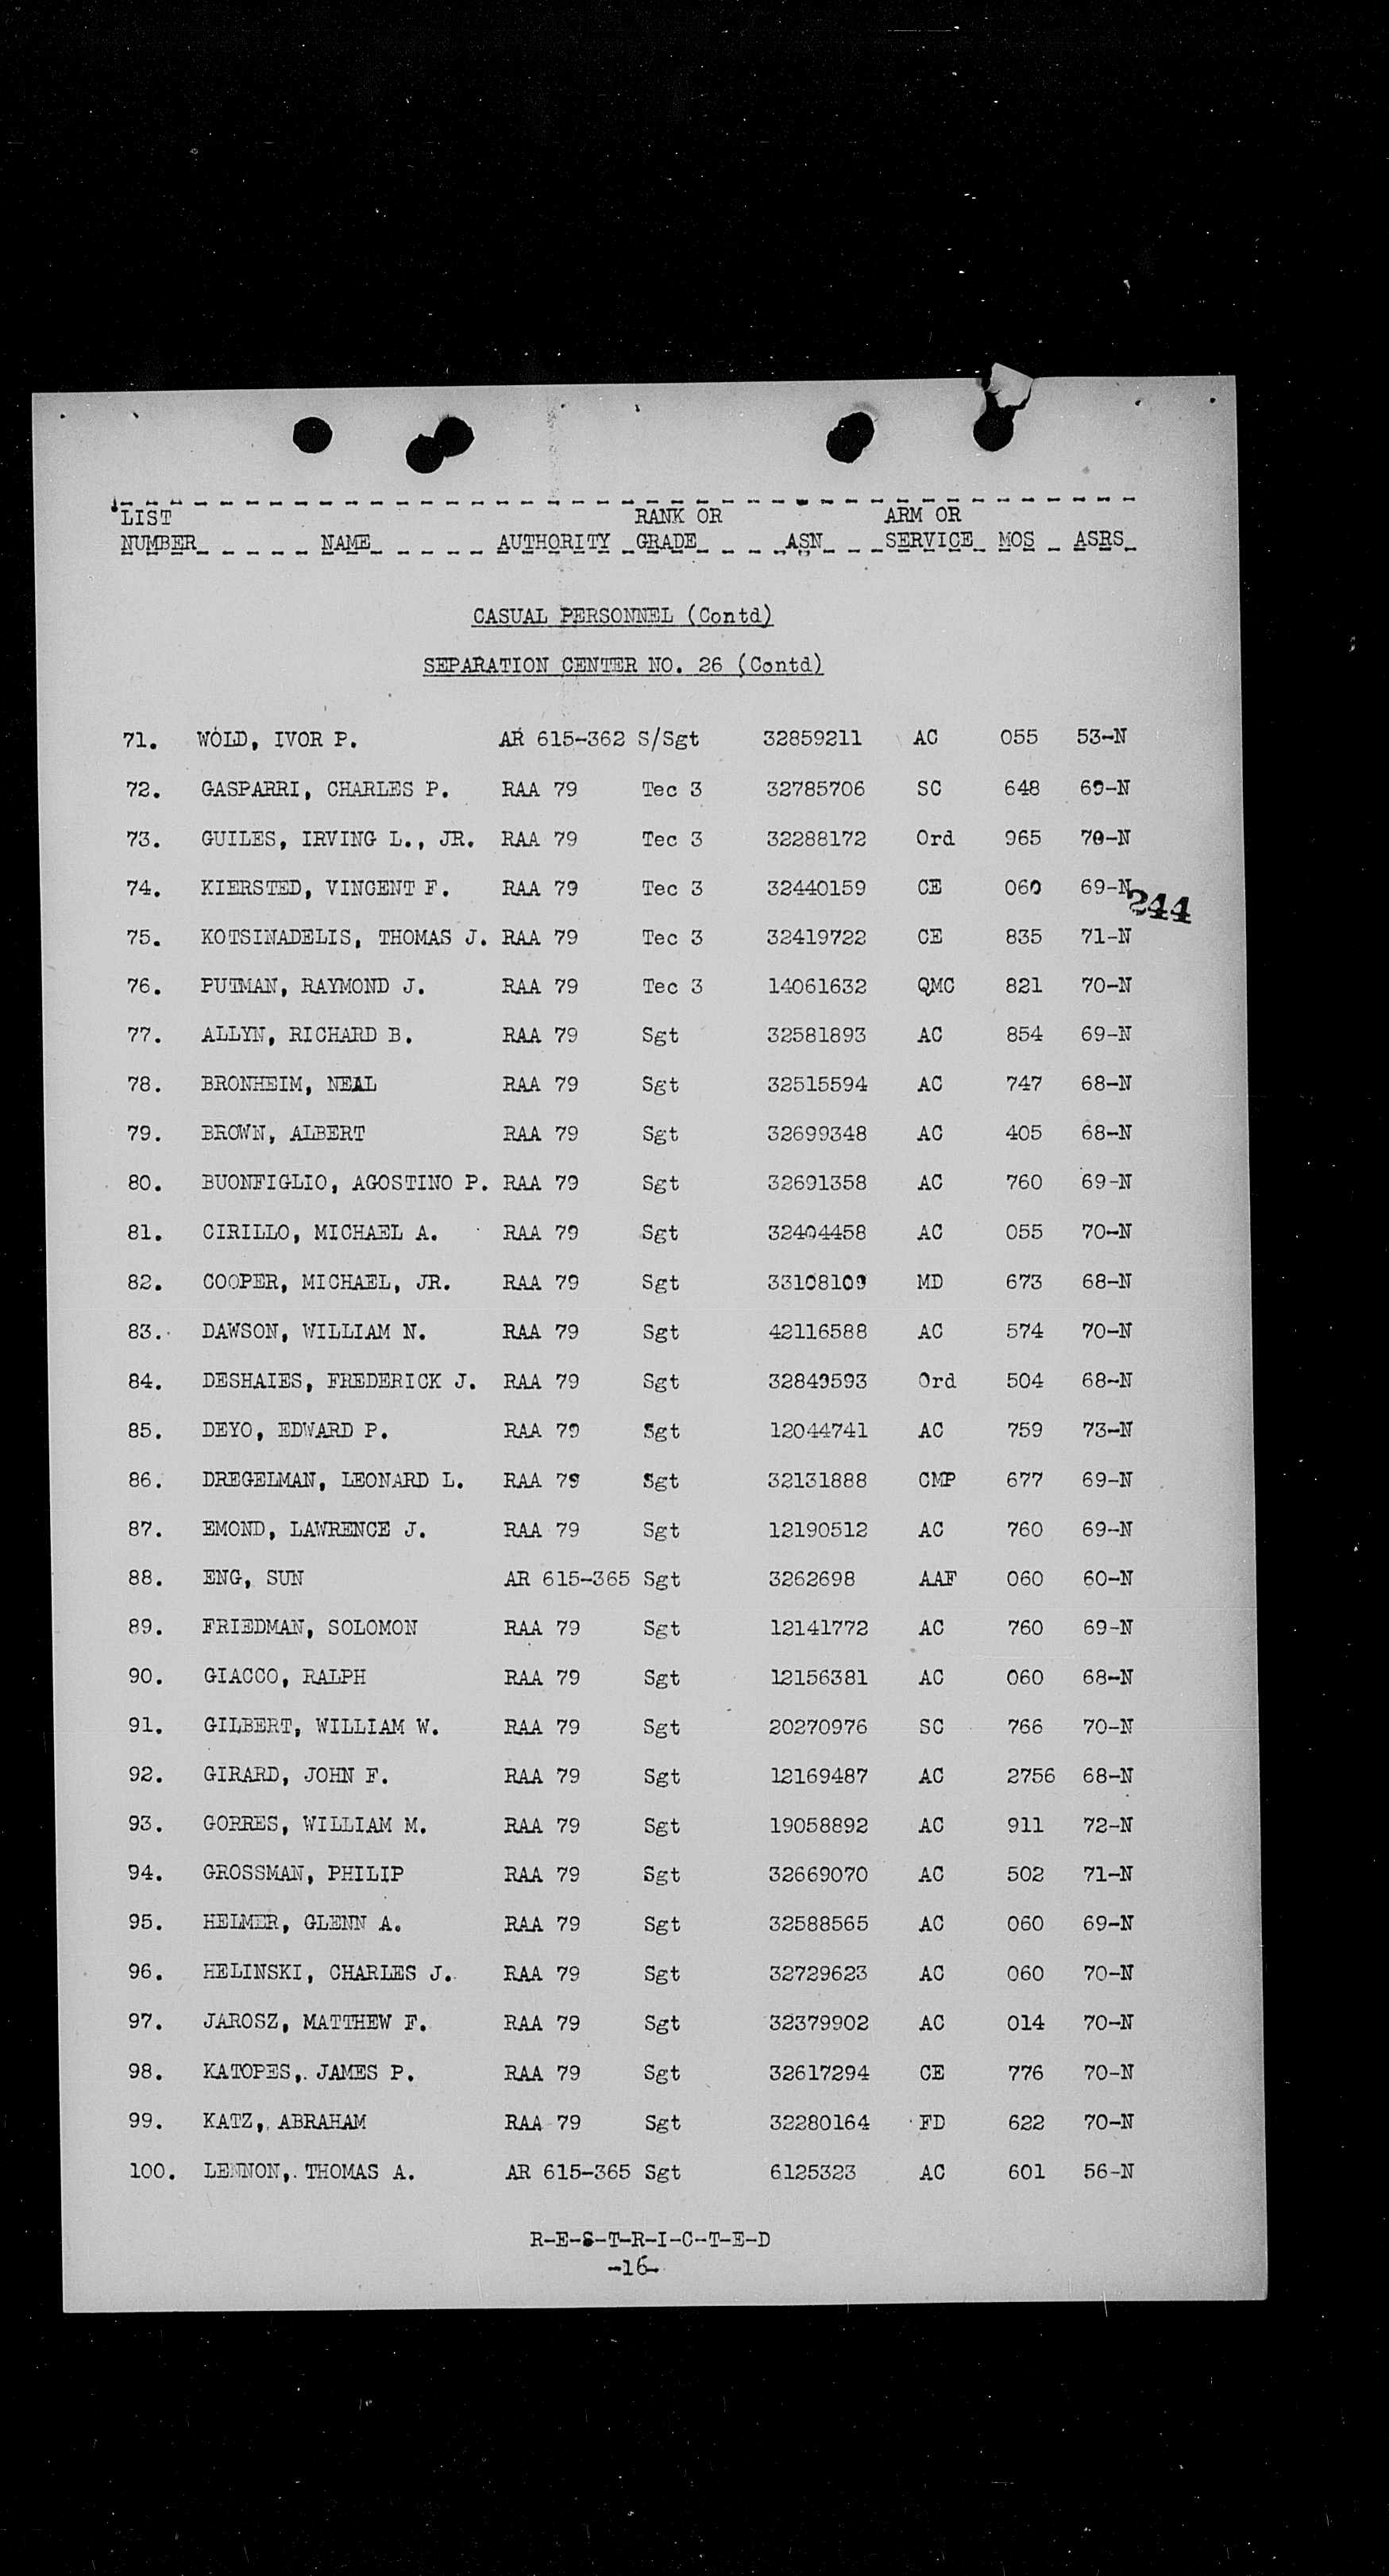 LIST RANK OR ARM OR
NUMBER NAME AUTHORITY GRADE ASN SERVICE MOS ASRS
CASUAL PERSONNEL (Contd)
SEPARATION CENTER NO. 26 (Contd)
71. WOLD, IVOR P. AR 615-362 S/Sgt 32859211 AC 055 53-N
72. GASPARRI, CHARLES P. RAA 79 Tec 3 32785706 SC 648 69-N
73. GUILES, IRVING L., JR. RAA 79 Tec 3 32288172 Ord 965 70-N
74. KIERSTED, VINCENT F. RAA 79 Tec 3 32440159 CE 060 69-N
244
75. KOTSINADELIS, THOMAS J. RAA 79 Tec 3 32419722 CE 835 71-N
76. PUTMAN, RAYMOND J. RAA 79 Tec 3 14061632 QMC 821 70-N
77. ALLYN, RICHARD B. RAA 79 Sgt 32581893 AC 854 69-N
78. BRONHEIM, NEAL RAA 79 Sgt 32515594 AC 747 68-N
79. BROWN, ALBERT RAA 79 Sgt 32699348 AC 405 68-N
80. BUONFIGLIO, AGOSTINO P. RAA 79 Sgt 32691358 AC 760 69-N
81. CIRILLO, MICHAEL A. RAA 79 Sgt 32404458 AC 055 70-N
82. COOPER, MICHAEL, JR. RAA 79 Sgt 33108109 MD 673 68-N
83. DAWSON, WILLIAM N. RAA 79 Sgt 42116588 AC 574 70-N
84. DESHAIES, FREDERICK J. RAA 79 Sgt 32849593 Ord 504 68-N
85. DEYO, EDWARD P. RAA 79 Sgt 12044741 AC 759 73-N
86. DREGELMAN, LEONARD L. RAA 79 Sgt 32131888 CMP 677 69-N
87. EMOND, LAWRENCE J. RAA 79 Sgt 12190512 AC 760 69-N
88. ENG, SUN AR 615-365 Sgt 3262698 AAF 060 60-N
89. FRIEDMAN, SOLOMON RAA 79 Sgt 12141772 AC 760 69-N
90. GIACCO, RALPH RAA 79 Sgt 12156381 AC 060 68-N
91. GILBERT, WILLIAM W. RAA 79 Sgt 20270976 SC 766 70-N
92. GIRARD, JOHN F. RAA 79 Sgt 12169487 AC 2756 68-N
93. GORRES, WILLIAM M. RAA 79 Sgt 19058892 AC 911 72-N
94. GROSSMAN, PHILIP RAA 79 Sgt 32669070 AC 502 71-N
95. HELMER, GLENN A. RAA 79 Sgt 32588565 AC 060 69-N
96. HELINSKI, CHARLES J. RAA 79 Sgt 32729623 AC 060 70-N
97. JAROSZ, MATTHEW F. RAA 79 Sgt 32379902 AC 014 70-N
98. KATOPES, JAMES P. RAA 79 Sgt 32617294 CE 776 70-N
99. KATZ, ABRAHAM RAA 79 Sgt 32280164 FD 622 70-N
100. LENNON, THOMAS A. AR 615-365 Sgt 6125323 AC 601 56-N
R-E-S-T-R-I-C-T-E-D
-16-